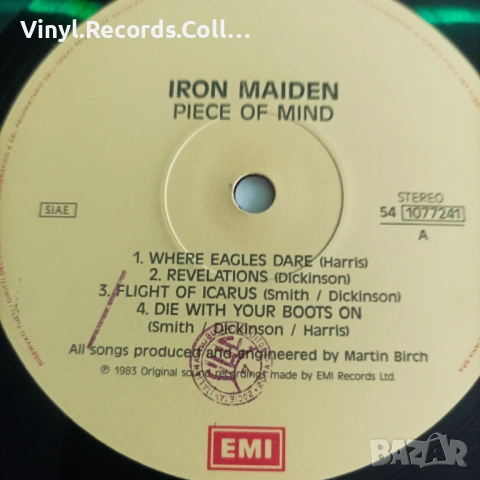 Vinyl.Records.Coll...
IRON MAIDEN
PIECE OF MIND
S.I.A.E.
STEREO
54 1077241
A
1. WHERE EAGLES DARE (Harris)
2. REVELATIONS (Dickinson)
3. FLIGHT OF ICARUS (Smith / Dickinson)
4. DIE WITH YOUR BOOTS ON
(Smith / Dickinson / Harris)
All songs produced and engineered by Martin Birch
℗ 1983 Original sound recordings made by EMI Records Ltd.
EMI
BAZAR